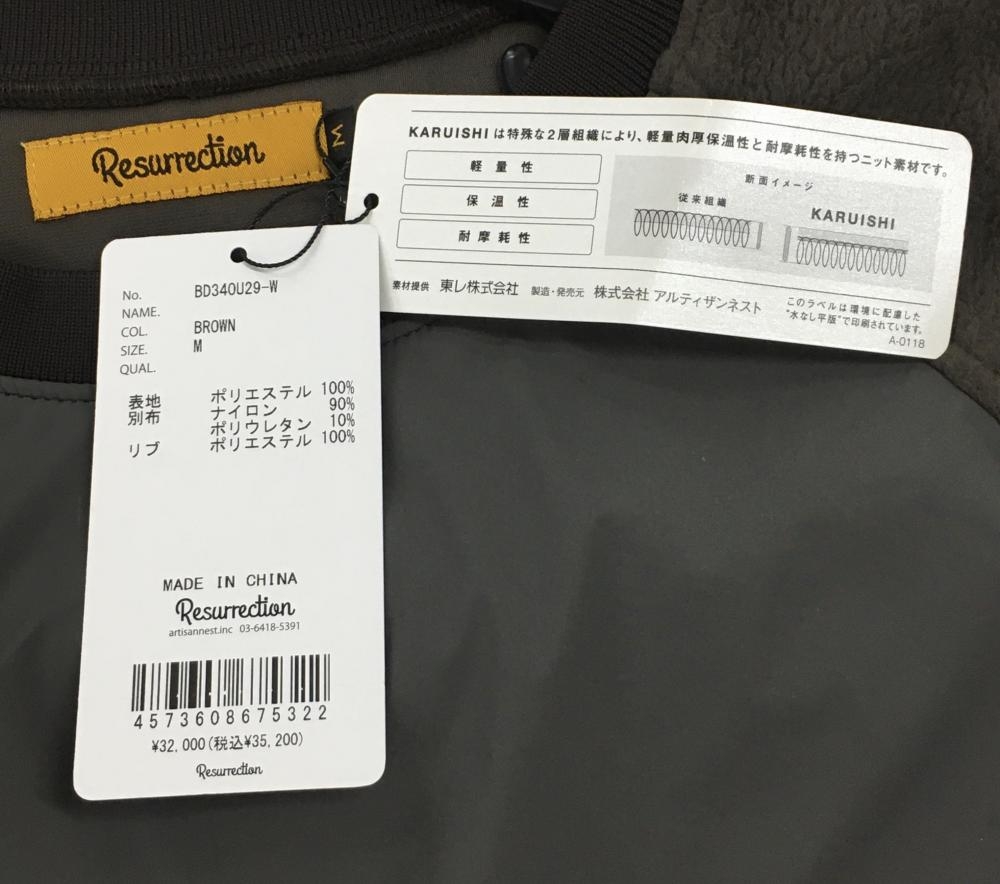 Resurrection
M
KARUISHI は特殊な2層組織により、軽量肉厚保温性と耐摩耗性を持つニット素材です。
軽量性
保温性
耐摩耗性
断面イメージ
従来組織
KARUISHI
素材提供 東レ株式会社 製造・発売元 株式会社 アルティザンネスト
このラベルは環境に配慮した
"水なし平版"で印刷されています。
A-0118
No. BD340U29-W
NAME.
COL. BROWN
SIZE. M
QUAL.
表地 ポリエステル 100%
別布 ナイロン 90%
ポリウレタン 10%
リブ ポリエステル 100%
MADE IN CHINA
Resurrection
artisannest.inc 03-6418-5391
4573608675322
¥32,000(税込¥35,200)
Resurrection